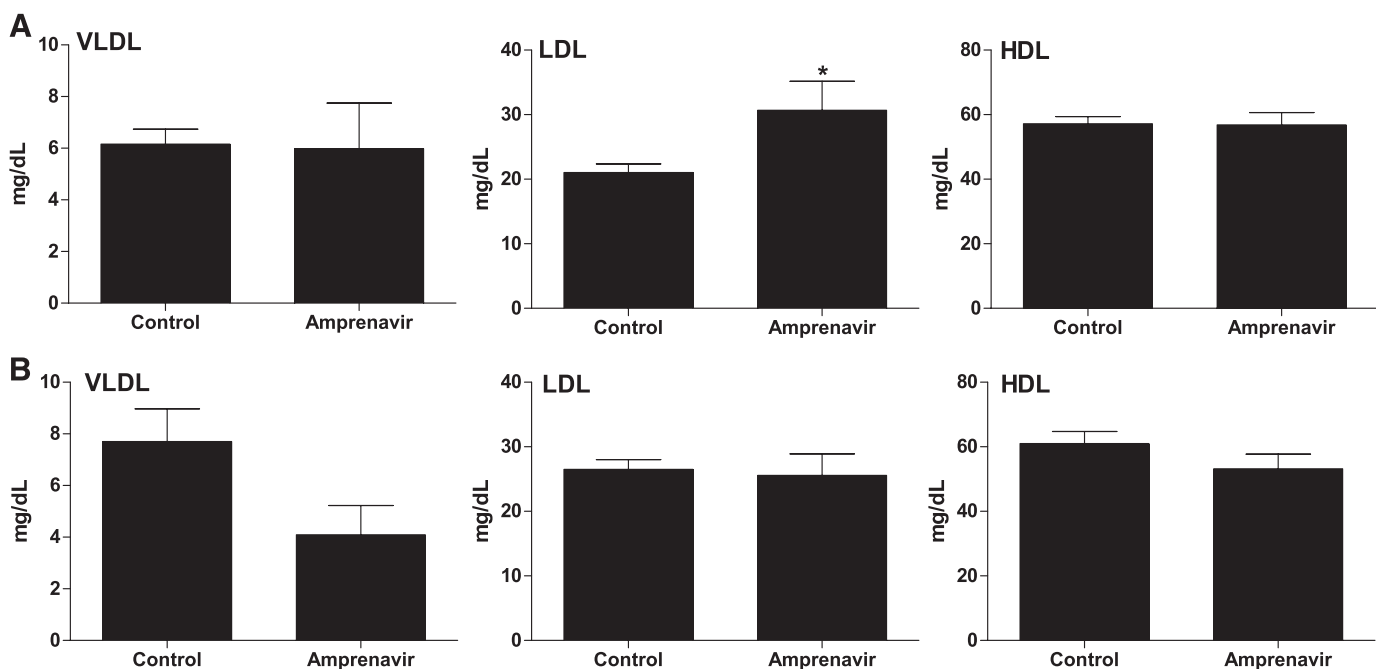 A
VLDL
10
8
6
4
2
0
mg/dL
Control
Amprenavir
LDL
40
30
20
10
0
mg/dL
*
Control
Amprenavir
HDL
80
60
40
20
0
mg/dL
Control
Amprenavir
B
VLDL
10
8
6
4
2
0
mg/dL
Control
Amprenavir
LDL
40
30
20
10
0
mg/dL
Control
Amprenavir
HDL
80
60
40
20
0
mg/dL
Control
Amprenavir